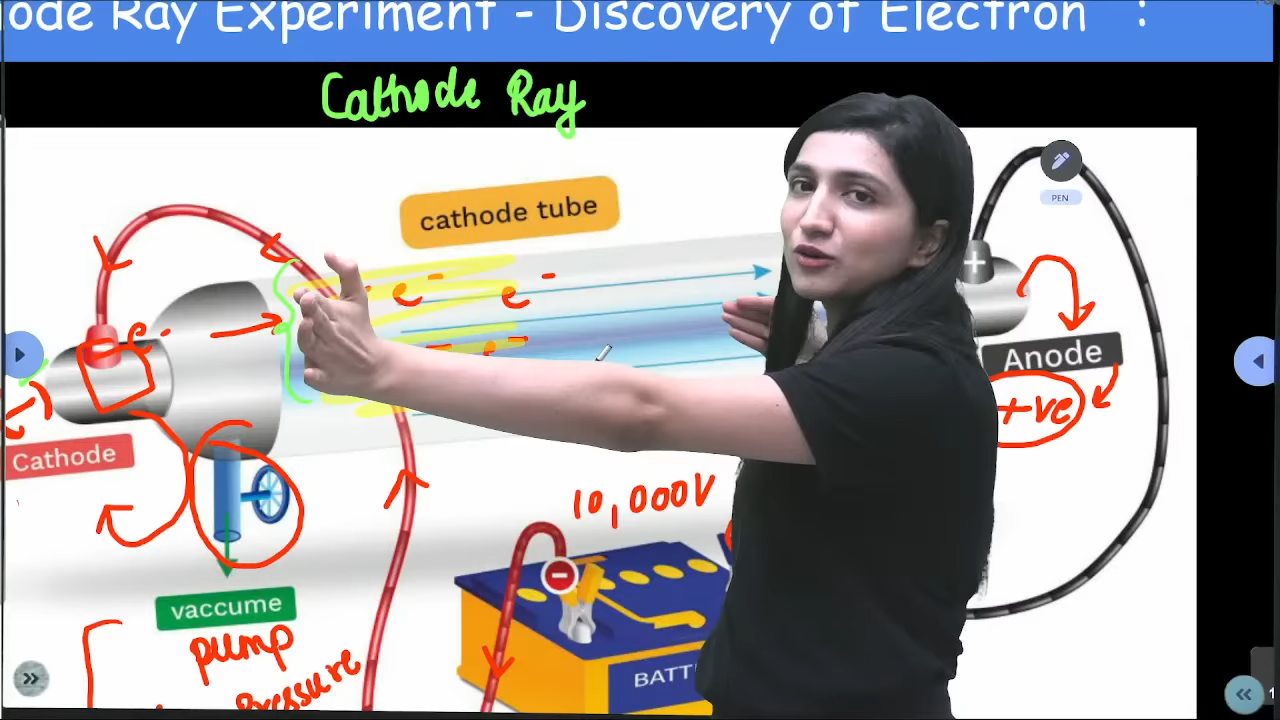 ode Ray Experiment - Discovery of Electron :
Cathode Ray
PEN
cathode tube
+
e-
e-
e-
e-
Anode
+ve
Cathode
10,000V
vaccume
pump
Pressure
BATT